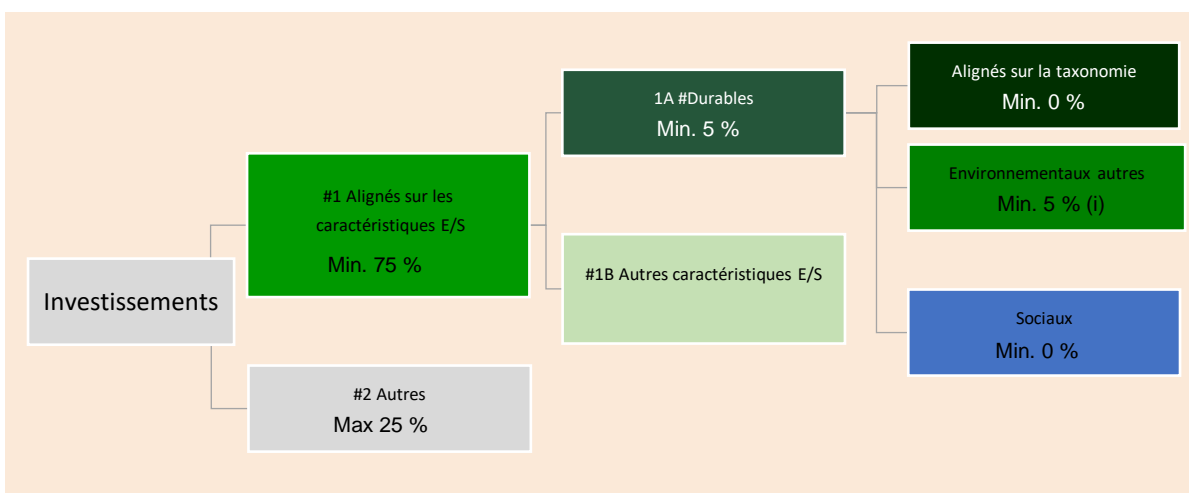 Investissements
#1 Alignés sur les
caractéristiques E/S
Min. 75 %
#2 Autres
Max 25 %
1A #Durables
Min. 5 %
#1B Autres caractéristiques E/S
Alignés sur la taxonomie
Min. 0 %
Environnementaux autres
Min. 5 % (i)
Sociaux
Min. 0 %